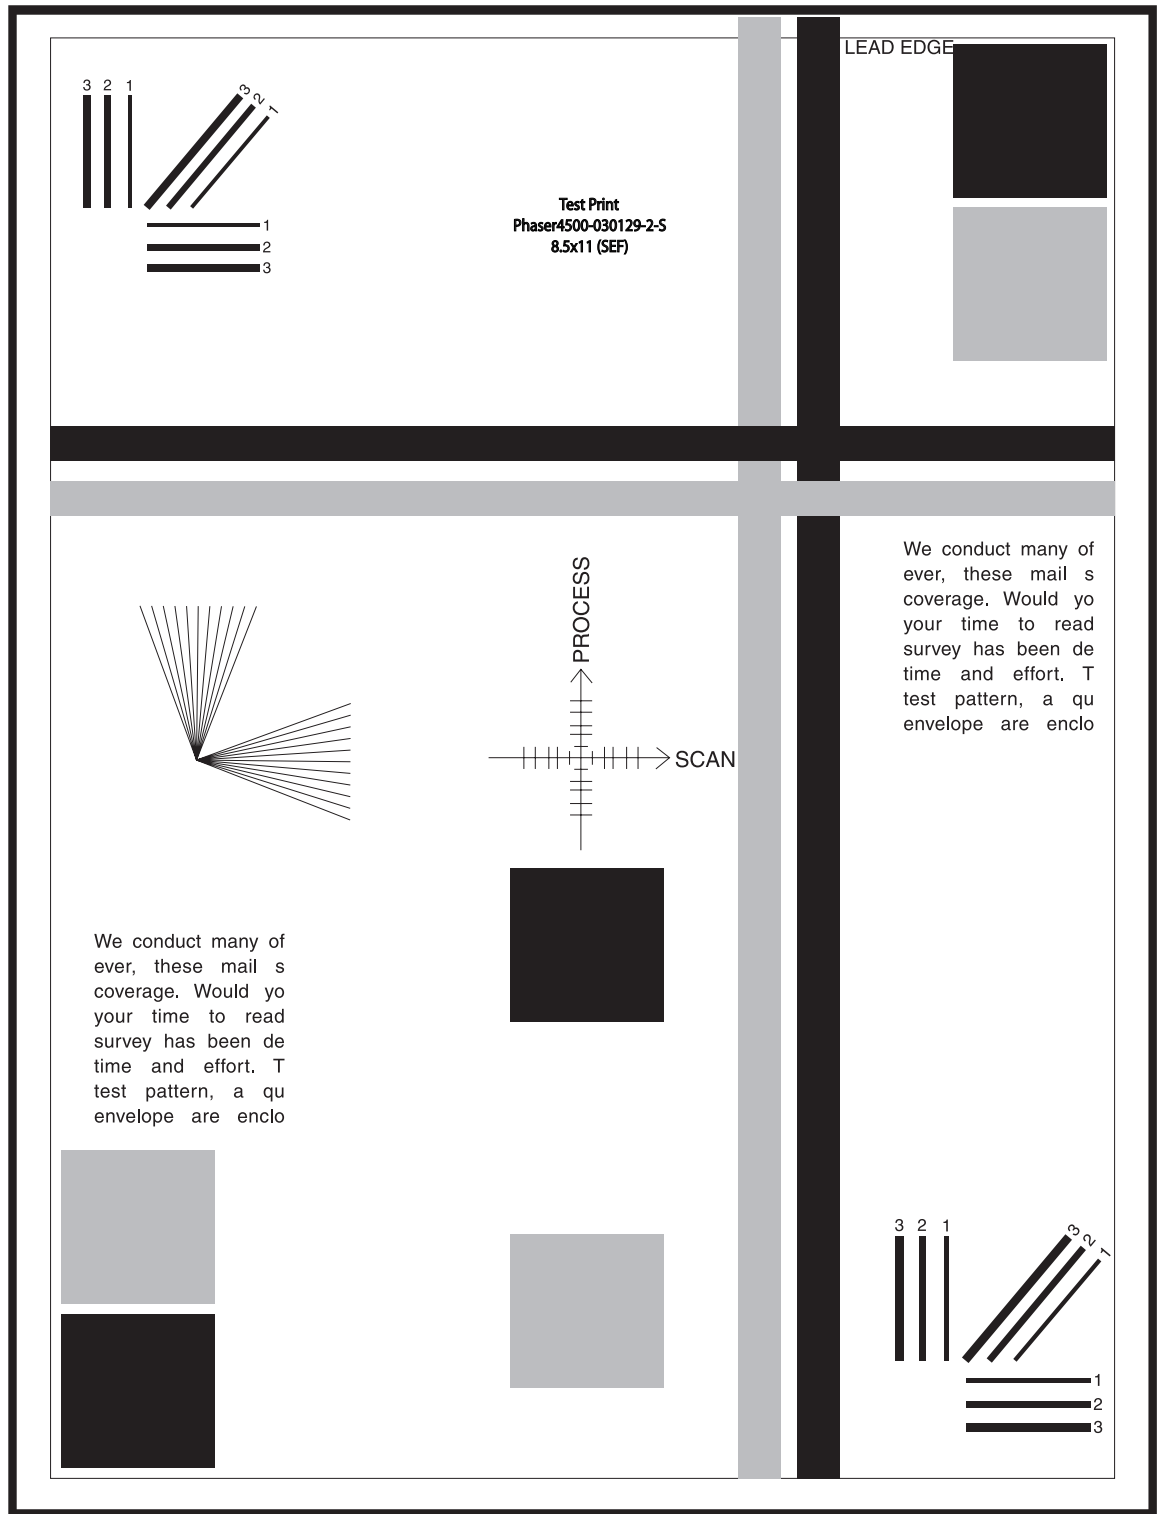 LEAD EDGE
3 2 1
3
2
1
1
2
3
Test Print
Phaser4500-030129-2-S
8.5x11 (SEF)
We conduct many of
ever, these mail s
coverage. Would yo
your time to read
survey has been de
time and effort. T
test pattern, a qu
envelope are enclo
PROCESS
SCAN
We conduct many of
ever, these mail s
coverage. Would yo
your time to read
survey has been de
time and effort. T
test pattern, a qu
envelope are enclo
3 2 1
3
2
1
1
2
3